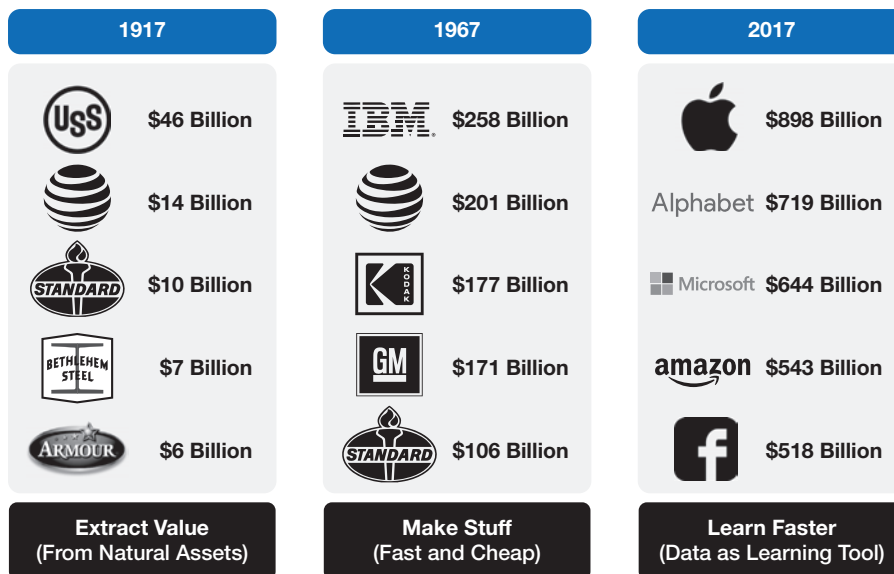 1917
USS $46 Billion
$14 Billion
STANDARD $10 Billion
BETHLEHEM
STEEL $7 Billion
ARMOUR $6 Billion
Extract Value
(From Natural Assets)
1967
IBM. $258 Billion
$201 Billion
KODAK $177 Billion
GM $171 Billion
STANDARD $106 Billion
Make Stuff
(Fast and Cheap)
2017
$898 Billion
Alphabet $719 Billion
Microsoft $644 Billion
amazon $543 Billion
f $518 Billion
Learn Faster
(Data as Learning Tool)